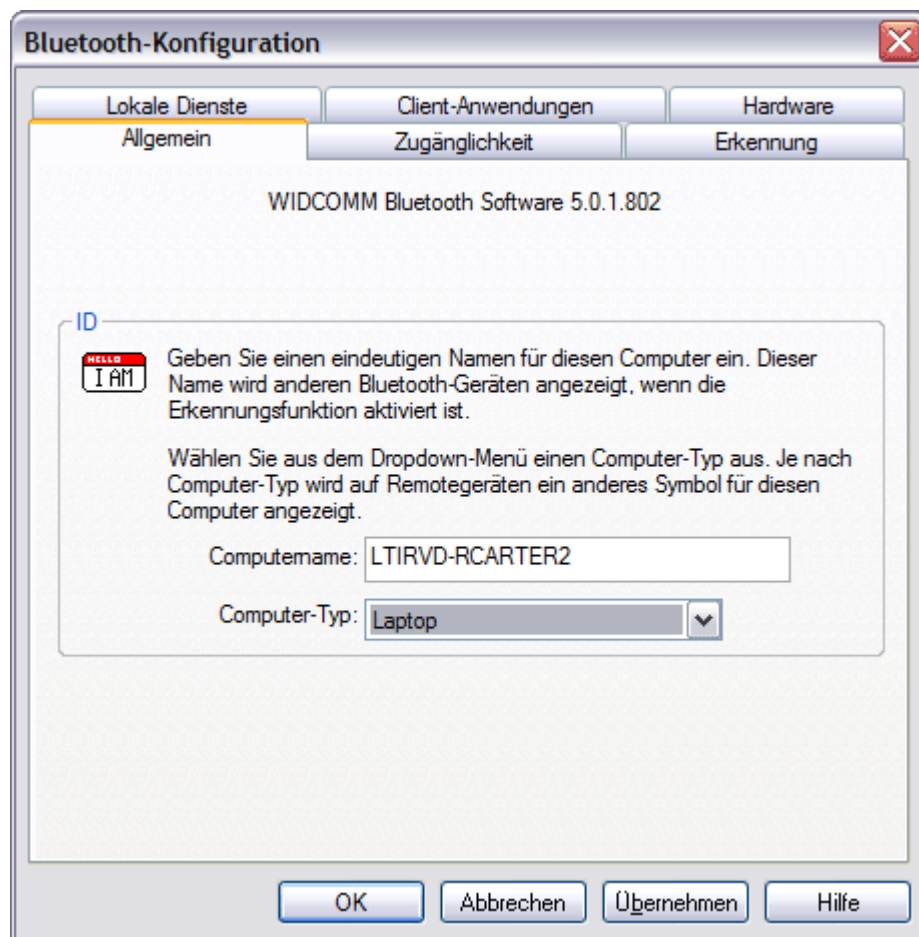 Bluetooth-Konfiguration
Lokale Dienste Client-Anwendungen Hardware
Allgemein Zugänglichkeit Erkennung
WIDCOMM Bluetooth Software 5.0.1.802
ID
HELLO
I AM
Geben Sie einen eindeutigen Namen für diesen Computer ein. Dieser
Name wird anderen Bluetooth-Geräten angezeigt, wenn die
Erkennungsfunktion aktiviert ist.
Wählen Sie aus dem Dropdown-Menü einen Computer-Typ aus. Je nach
Computer-Typ wird auf Remotegeräten ein anderes Symbol für diesen
Computer angezeigt.
Computername: LTIRVD-RCARTER2
Computer-Typ: Laptop
OK Abbrechen Übernehmen Hilfe